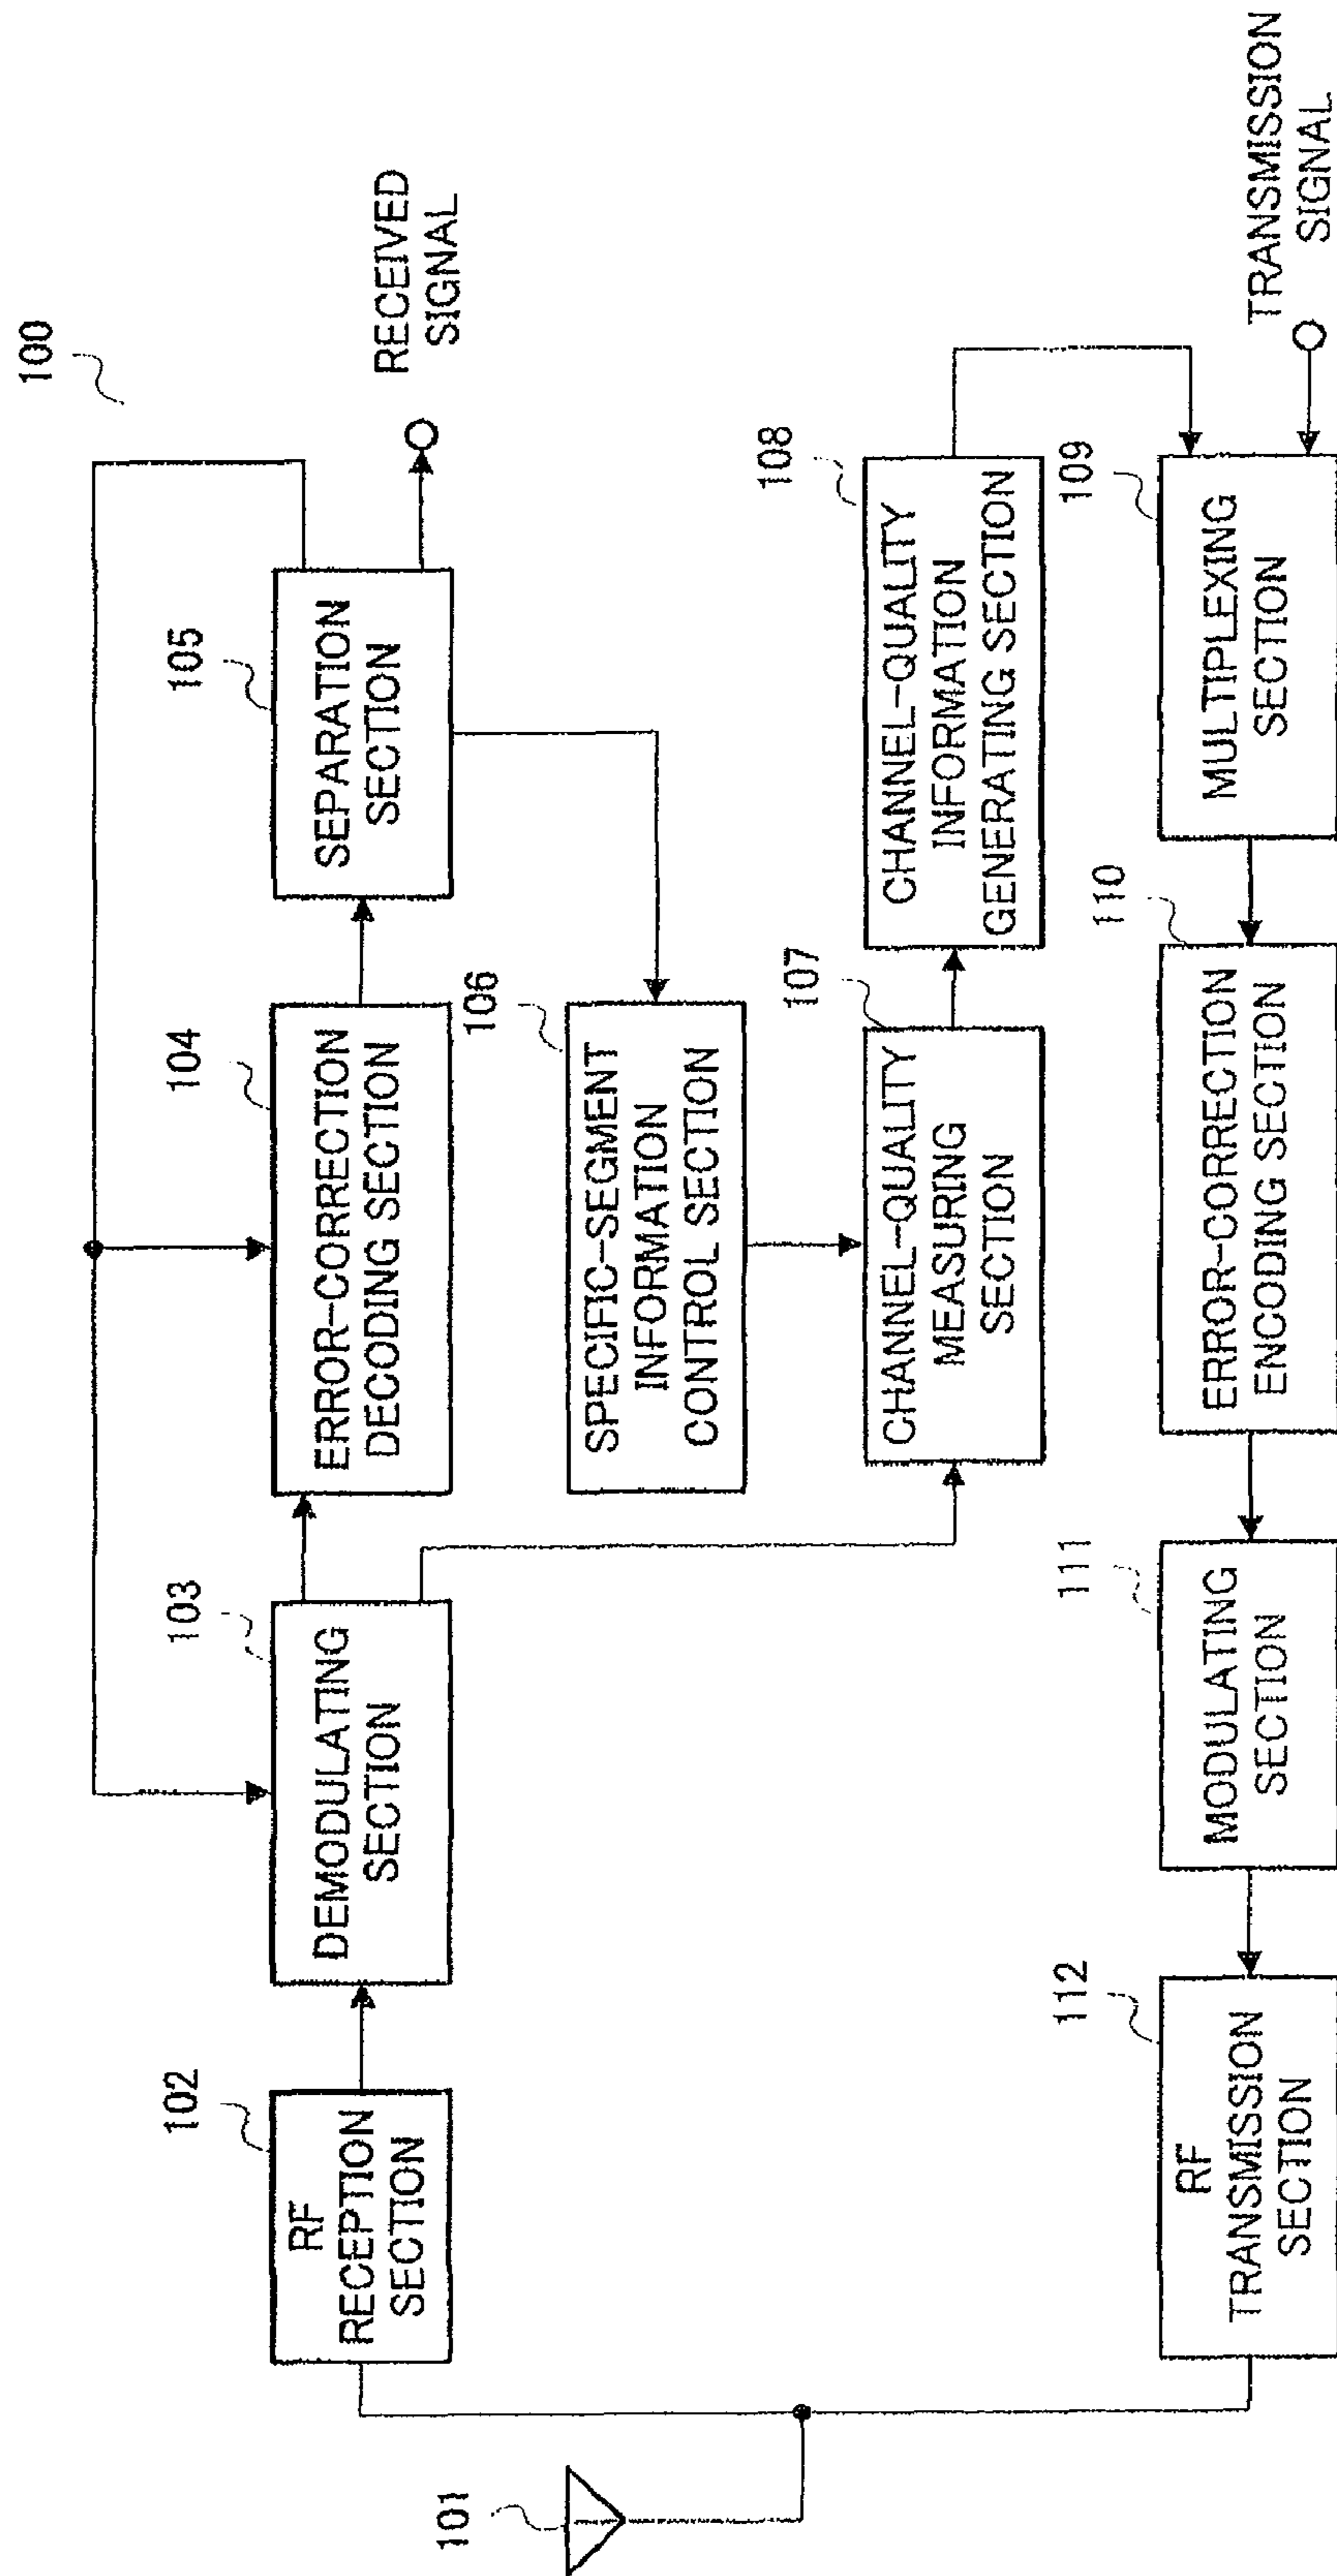 100
101
102
RF
RECEPTION
SECTION
103
DEMODULATING
SECTION
104
ERROR-CORRECTION
DECODING SECTION
105
SEPARATION
SECTION
RECEIVED
SIGNAL
106
SPECIFIC-SEGMENT
INFORMATION
CONTROL SECTION
107
CHANNEL-QUALITY
MEASURING
SECTION
108
CHANNEL-QUALITY
INFORMATION
GENERATING SECTION
112
RF
TRANSMISSION
SECTION
111
MODULATING
SECTION
110
ERROR-CORRECTION
ENCODING SECTION
109
MULTIPLEXING
SECTION
TRANSMISSION
SIGNAL